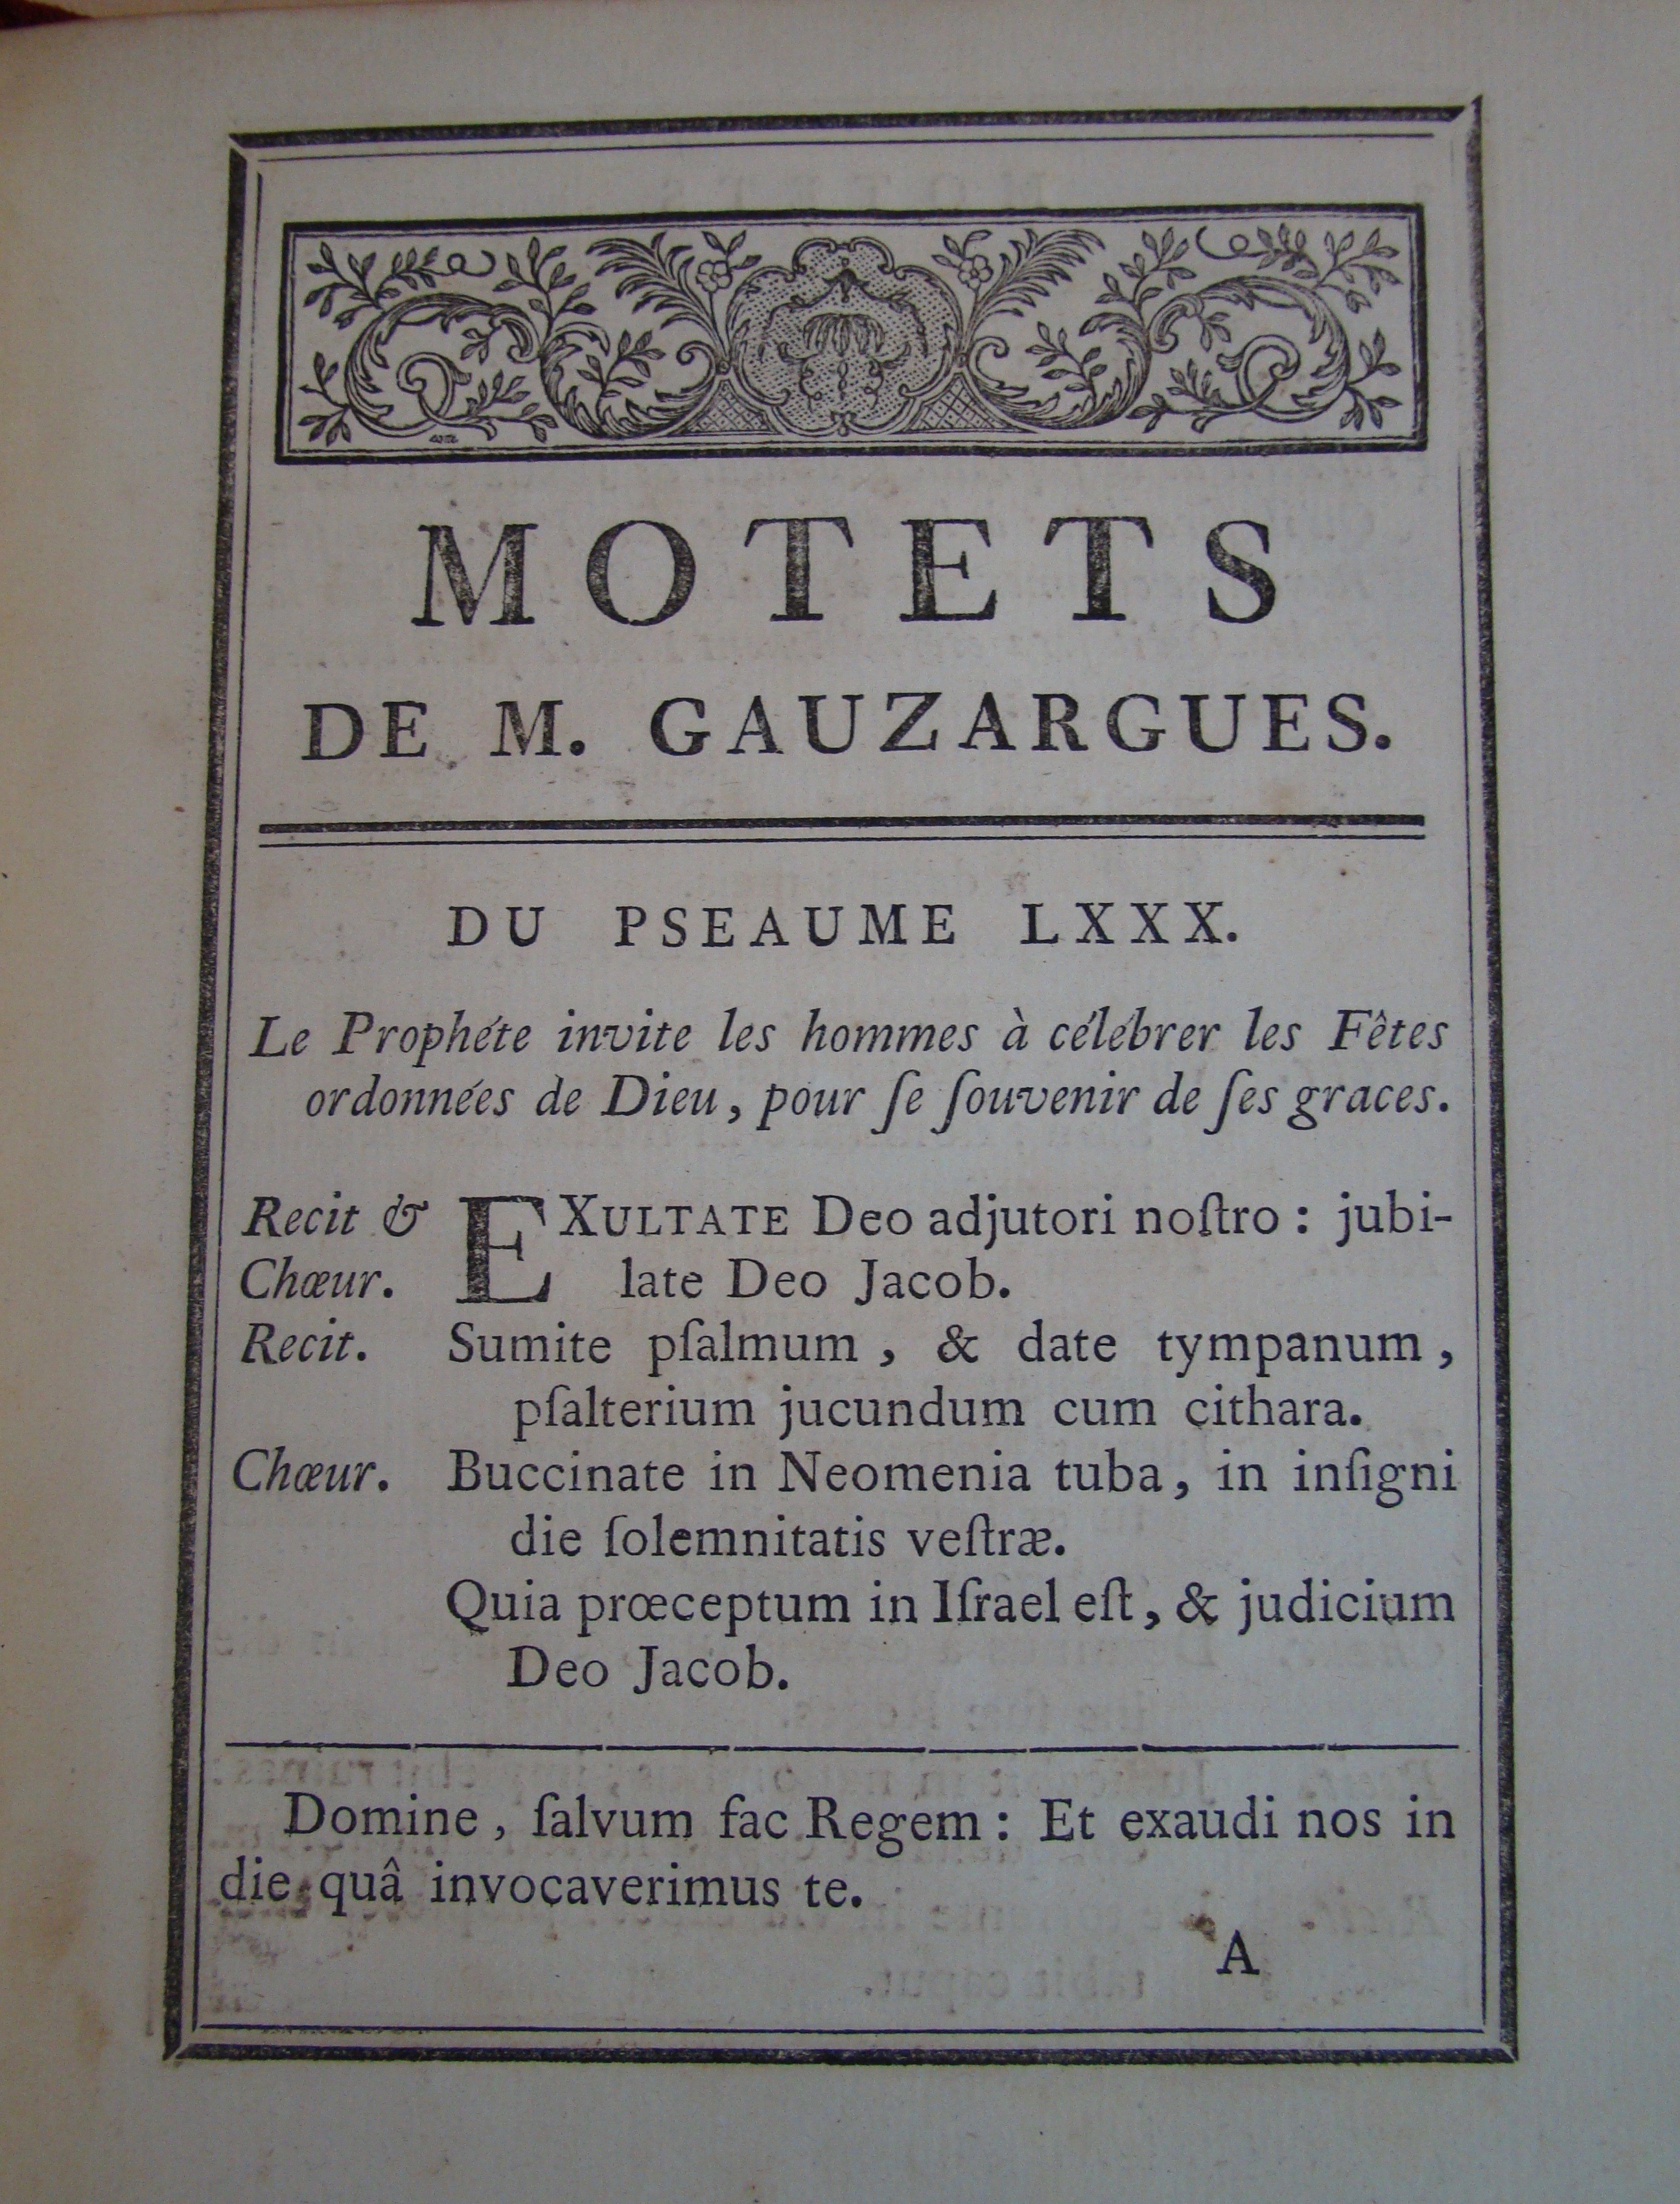 MOTETS
DE M. GAUZARGUES.
DU PSEAUME LXXX.
Le Prophéte invite les hommes à célébrer les Fêtes
ordonnées de Dieu, pour ſe ſouvenir de ſes graces.
Recit & EXULTATE Deo adjutori noſtro : jubi-
Chœur. late Deo Jacob.
Recit. Sumite pſalmum, & date tympanum,
pſalterium jucundum cum cithara.
Chœur. Buccinate in Neomenia tuba, in inſigni
die ſolemnitatis veſtræ.
Quia prœceptum in Iſrael eſt, & judicium
Deo Jacob.
Domine, ſalvum fac Regem : Et exaudi nos in
die quâ invocaverimus te.
A